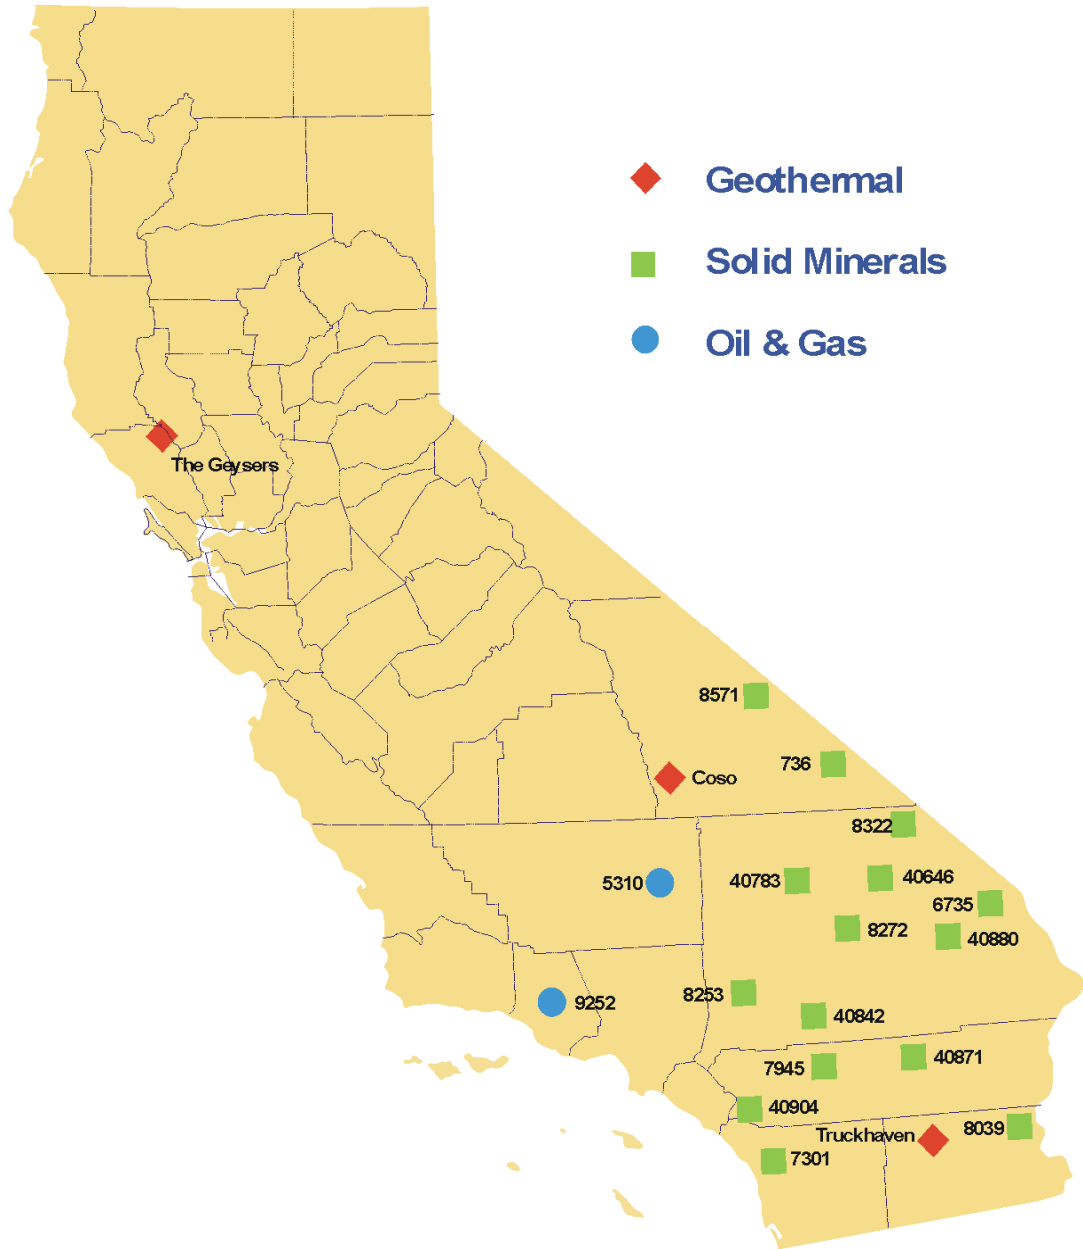 Geothermal
Solid Minerals
Oil & Gas
The Geysers
8571
736
Coso
8322
5310
40783
40646
6735
8272
40880
8253
9252
40842
40871
7945
40904
8039
Truckhaven
7301